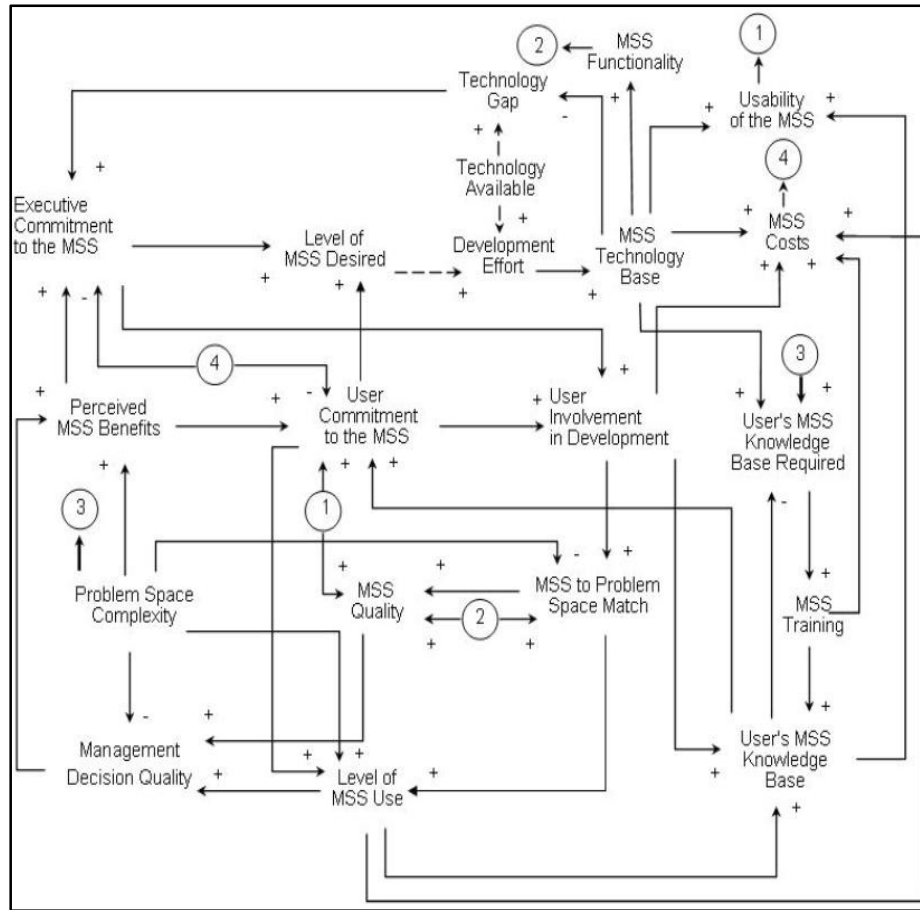 2
MSS
Functionality
1
Technology
Gap
+
+
-
+
Usability
of the MSS
+
+
Technology
Available
4
+
Executive
Commitment
to the MSS
Level of
MSS Desired
+
Development
Effort
MSS
Technology
Base
+
MSS
Costs
+
+
+
+
+
+
+
+
-
4
-
3
+
Perceived
MSS Benefits
+
User
Commitment
to the MSS
+
User
Involvement
in Development
+
+
+
User's MSS
Knowledge
Base Required
+
+
+
-
3
1
Problem Space
Complexity
+
MSS
Quality
+
-
+
MSS to Problem
Space Match
+
MSS
Training
2
+
+
-
+
+
Management
Decision Quality
+
+
+
Level of
MSS Use
+
+
User's MSS
Knowledge
Base
+